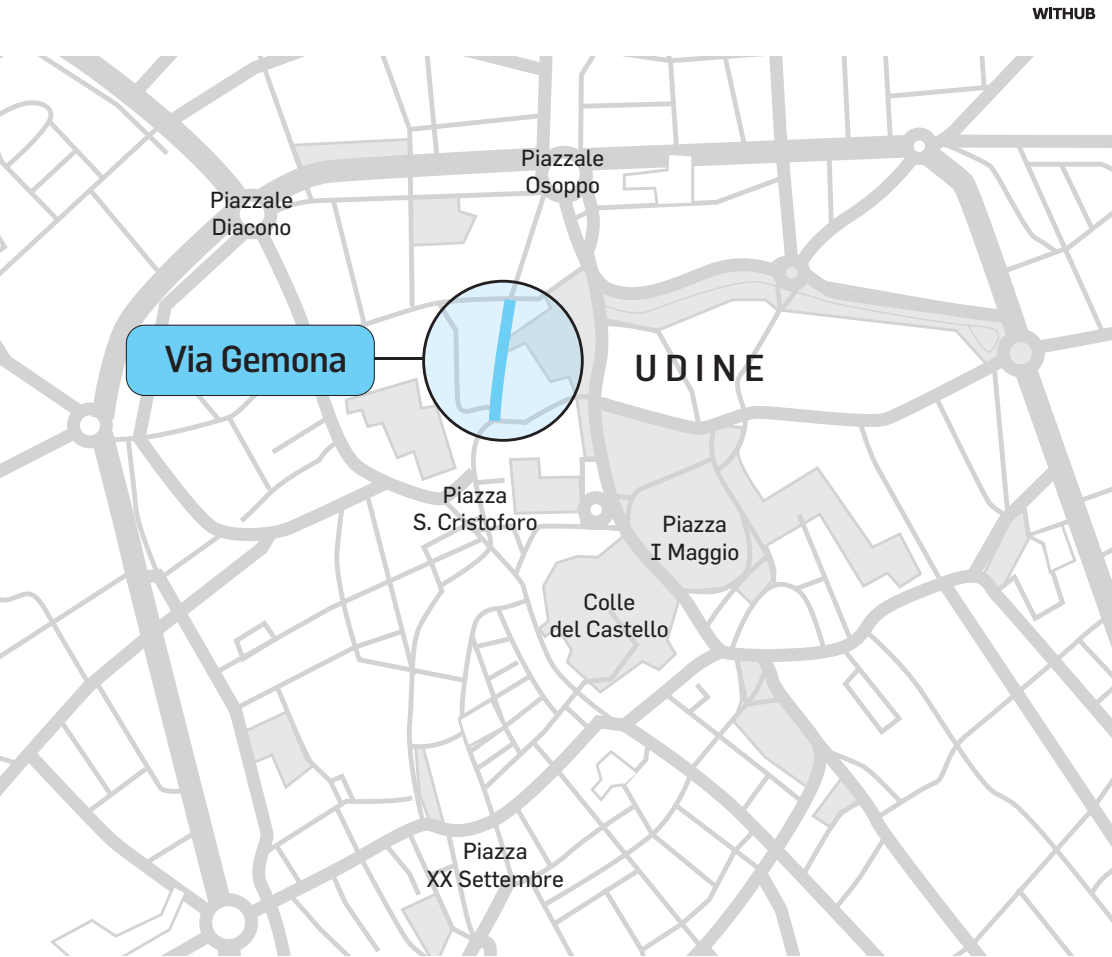 WITHUB
Piazzale
Osoppo
Piazzale
Diacono
Via Gemona
UDINE
Piazza
S. Cristoforo
Piazza
I Maggio
Colle
del Castello
Piazza
XX Settembre